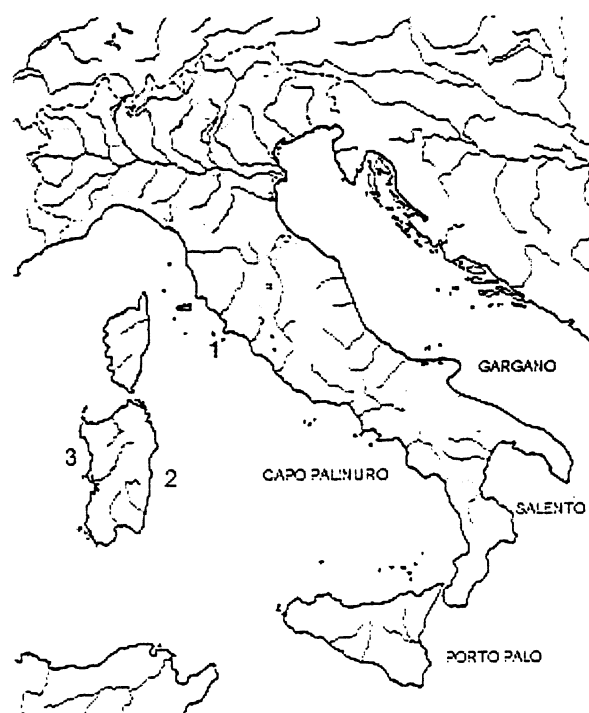 GARGANO
1
3
2
CAPO PALINURO
SALENTO
PORTO PALO